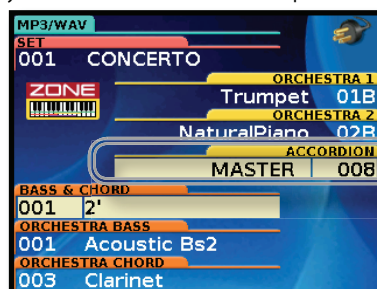 MP3/WAV
SET
001 CONCERTO
ZONE
ORCHESTRA 1
Trumpet 01B
ORCHESTRA 2
NaturalPiano 02B
ACCORDION
MASTER 008
BASS & CHORD
001 2'
ORCHESTRA BASS
001 Acoustic Bs2
ORCHESTRA CHORD
003 Clarinet